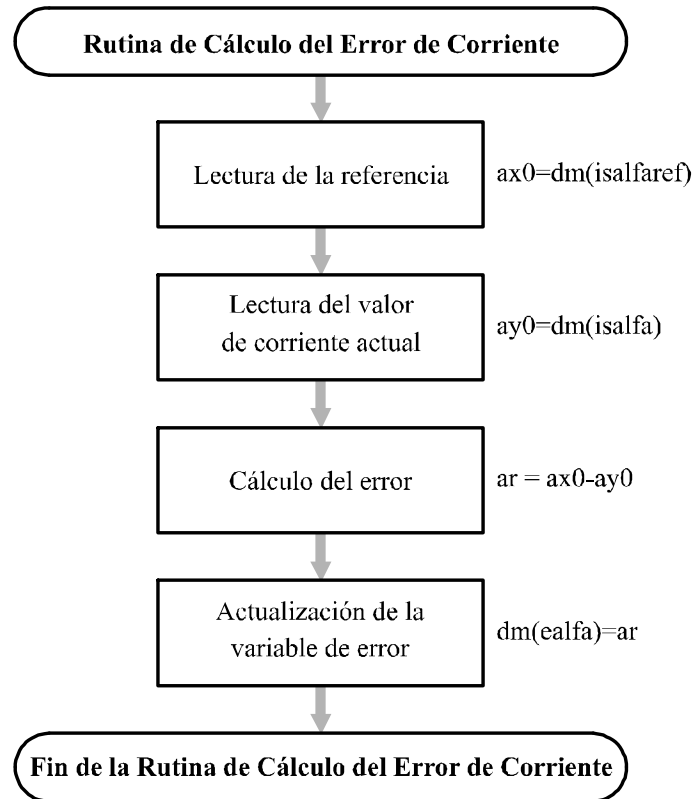 Rutina de Cálculo del Error de Corriente
Lectura de la referencia
ax0=dm(isalfaref)
Lectura del valor
de corriente actual
ay0=dm(isalfa)
Cálculo del error
ar = ax0-ay0
Actualización de la
variable de error
dm(ealfa)=ar
Fin de la Rutina de Cálculo del Error de Corriente